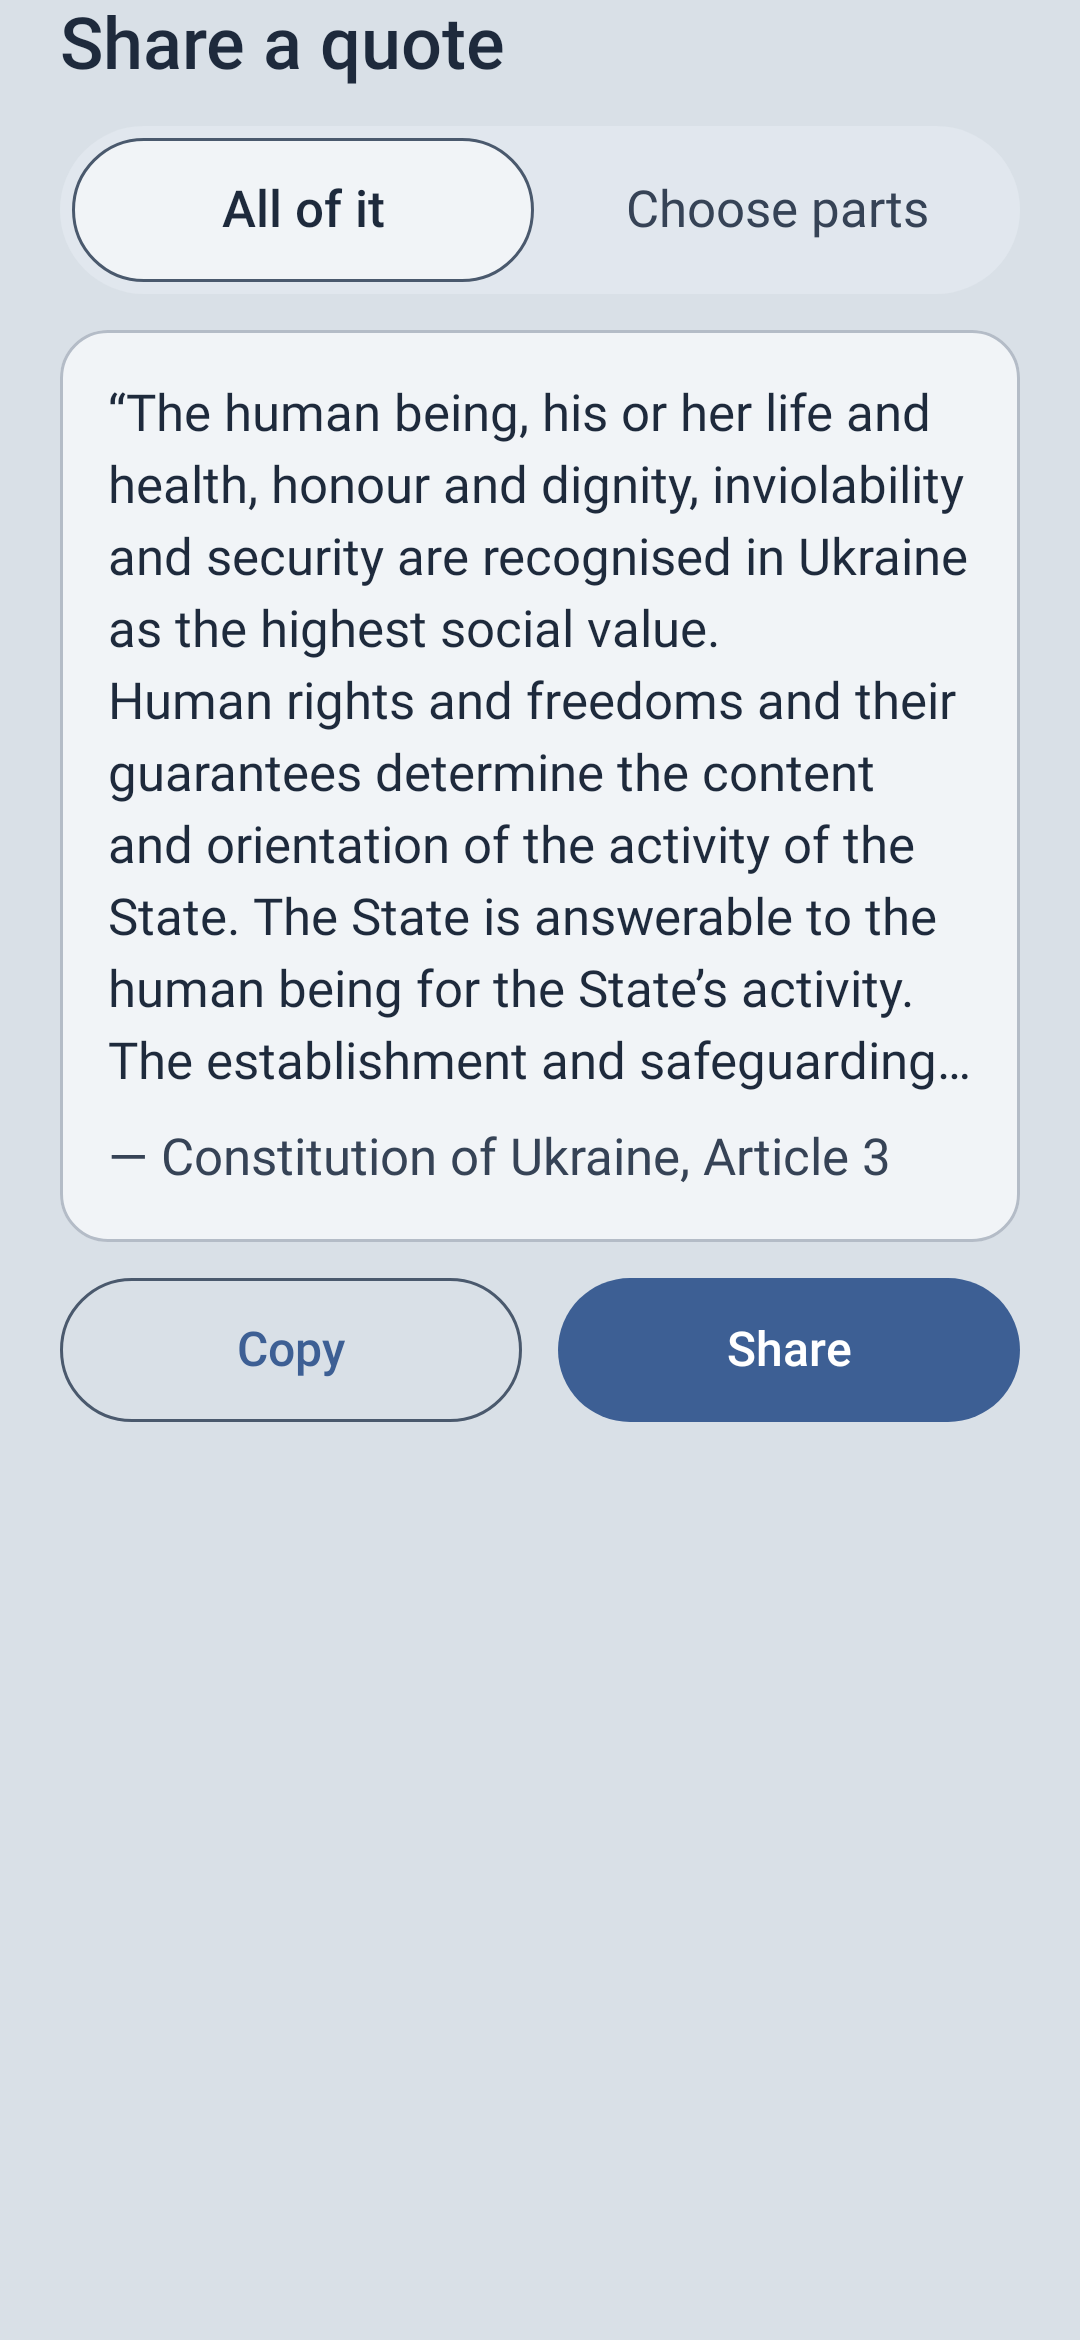 Share a quote
All of it
Choose parts
“The human being, his or her life and
health, honour and dignity, inviolability
and security are recognised in Ukraine
as the highest social value.
Human rights and freedoms and their
guarantees determine the content
and orientation of the activity of the
State. The State is answerable to the
human being for the State’s activity.
The establishment and safeguarding…
— Constitution of Ukraine, Article 3
Copy
Share